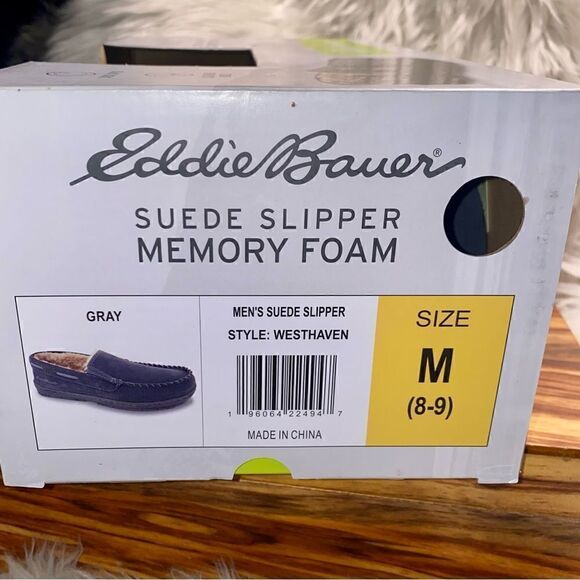 Eddie Bauer®
SUEDE SLIPPER
MEMORY FOAM
GRAY
MEN'S SUEDE SLIPPER
STYLE: WESTHAVEN
1 96064 22494 7
MADE IN CHINA
SIZE
M
(8-9)